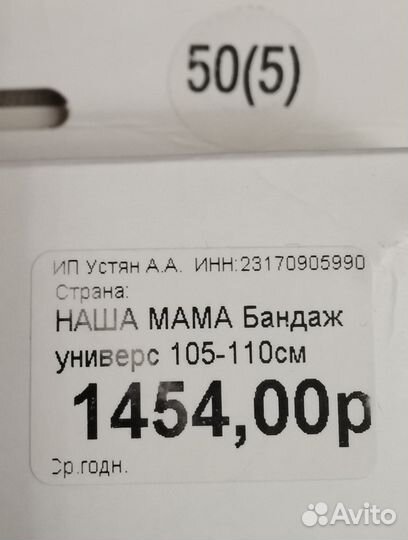 50(5)
ИП Устян А.А. ИНН:23170905990
Страна:
НАША МАМА Бандаж
универс 105-110см
1454,00р
Ср.годн.
Avito